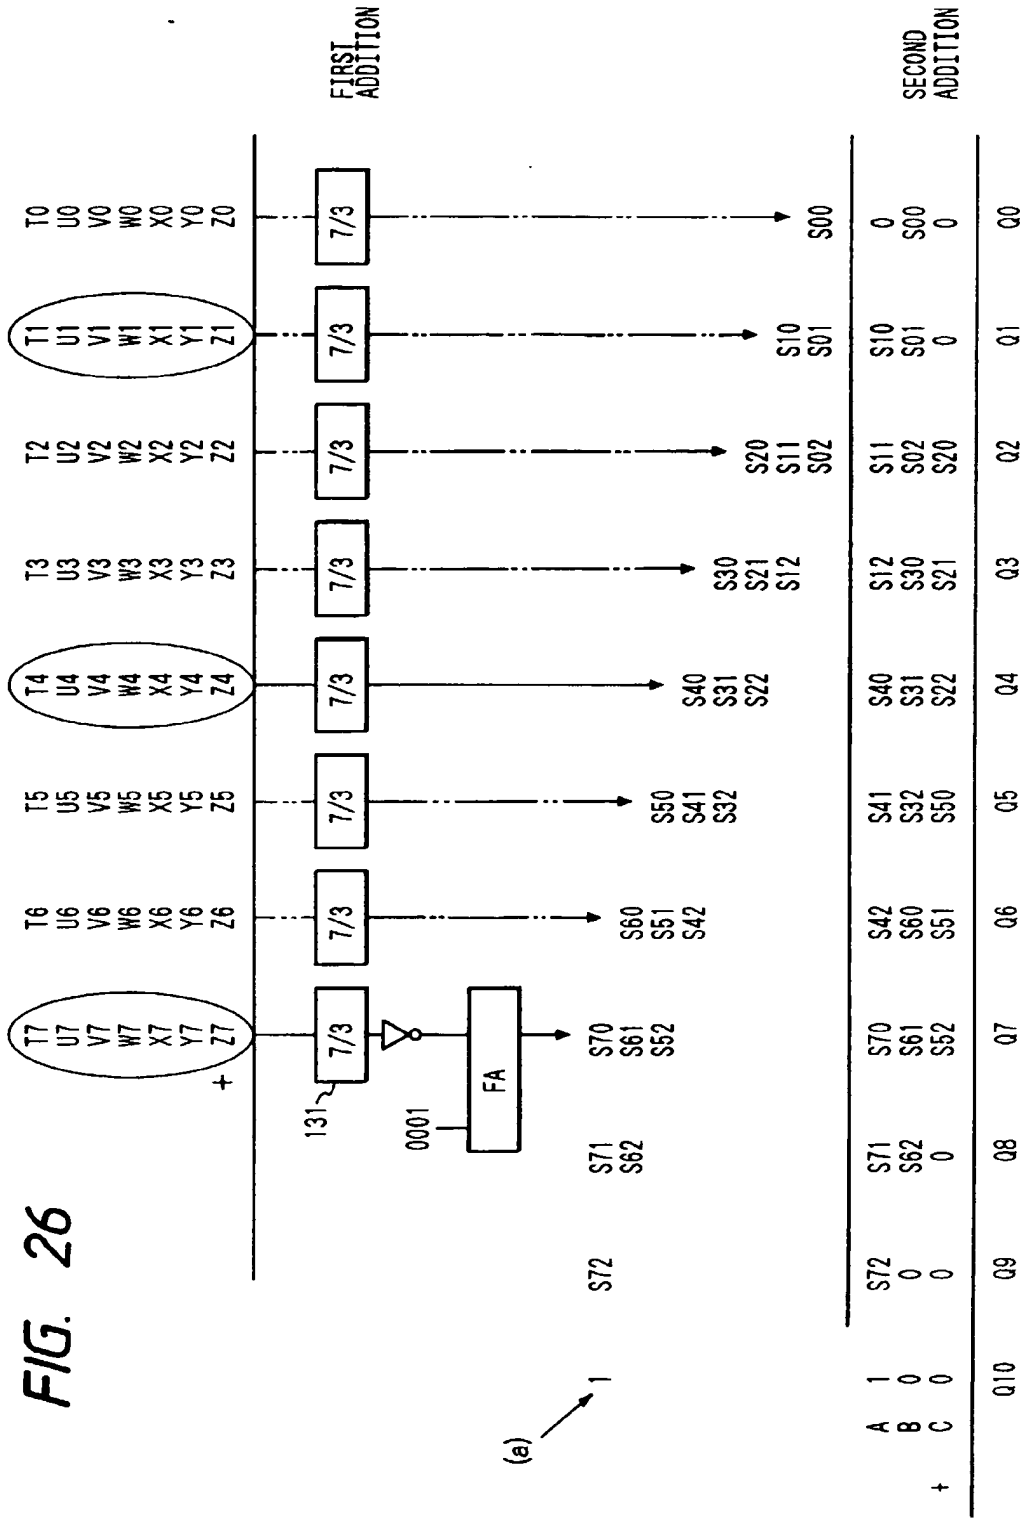 FIG. 26
T7 T6 T5 T4 T3 T2 T1 T0
U7 U6 U5 U4 U3 U2 U1 U0
V7 V6 V5 V4 V3 V2 V1 V0
W7 W6 W5 W4 W3 W2 W1 W0
X7 X6 X5 X4 X3 X2 X1 X0
Y7 Y6 Y5 Y4 Y3 Y2 Y1 Y0
+ Z7 Z6 Z5 Z4 Z3 Z2 Z1 Z0
131 7/3 7/3 7/3 7/3 7/3 7/3 7/3 7/3 FIRST
ADDITION
0001
FA
(a)
1 S72 S71 S70
S62 S61 S60
S52 S51 S50
S42 S41 S40
S32 S31 S30
S22 S21 S20
S12 S11 S10
S02 S01 S00
A 1 S72 S71 S70 S42 S41 S40 S12 S11 S10 0
B 0 0 S62 S61 S60 S32 S31 S30 S02 S01 S00 SECOND
+ C 0 0 0 S52 S51 S50 S22 S21 S20 0 0 ADDITION
Q10 Q9 Q8 Q7 Q6 Q5 Q4 Q3 Q2 Q1 Q0